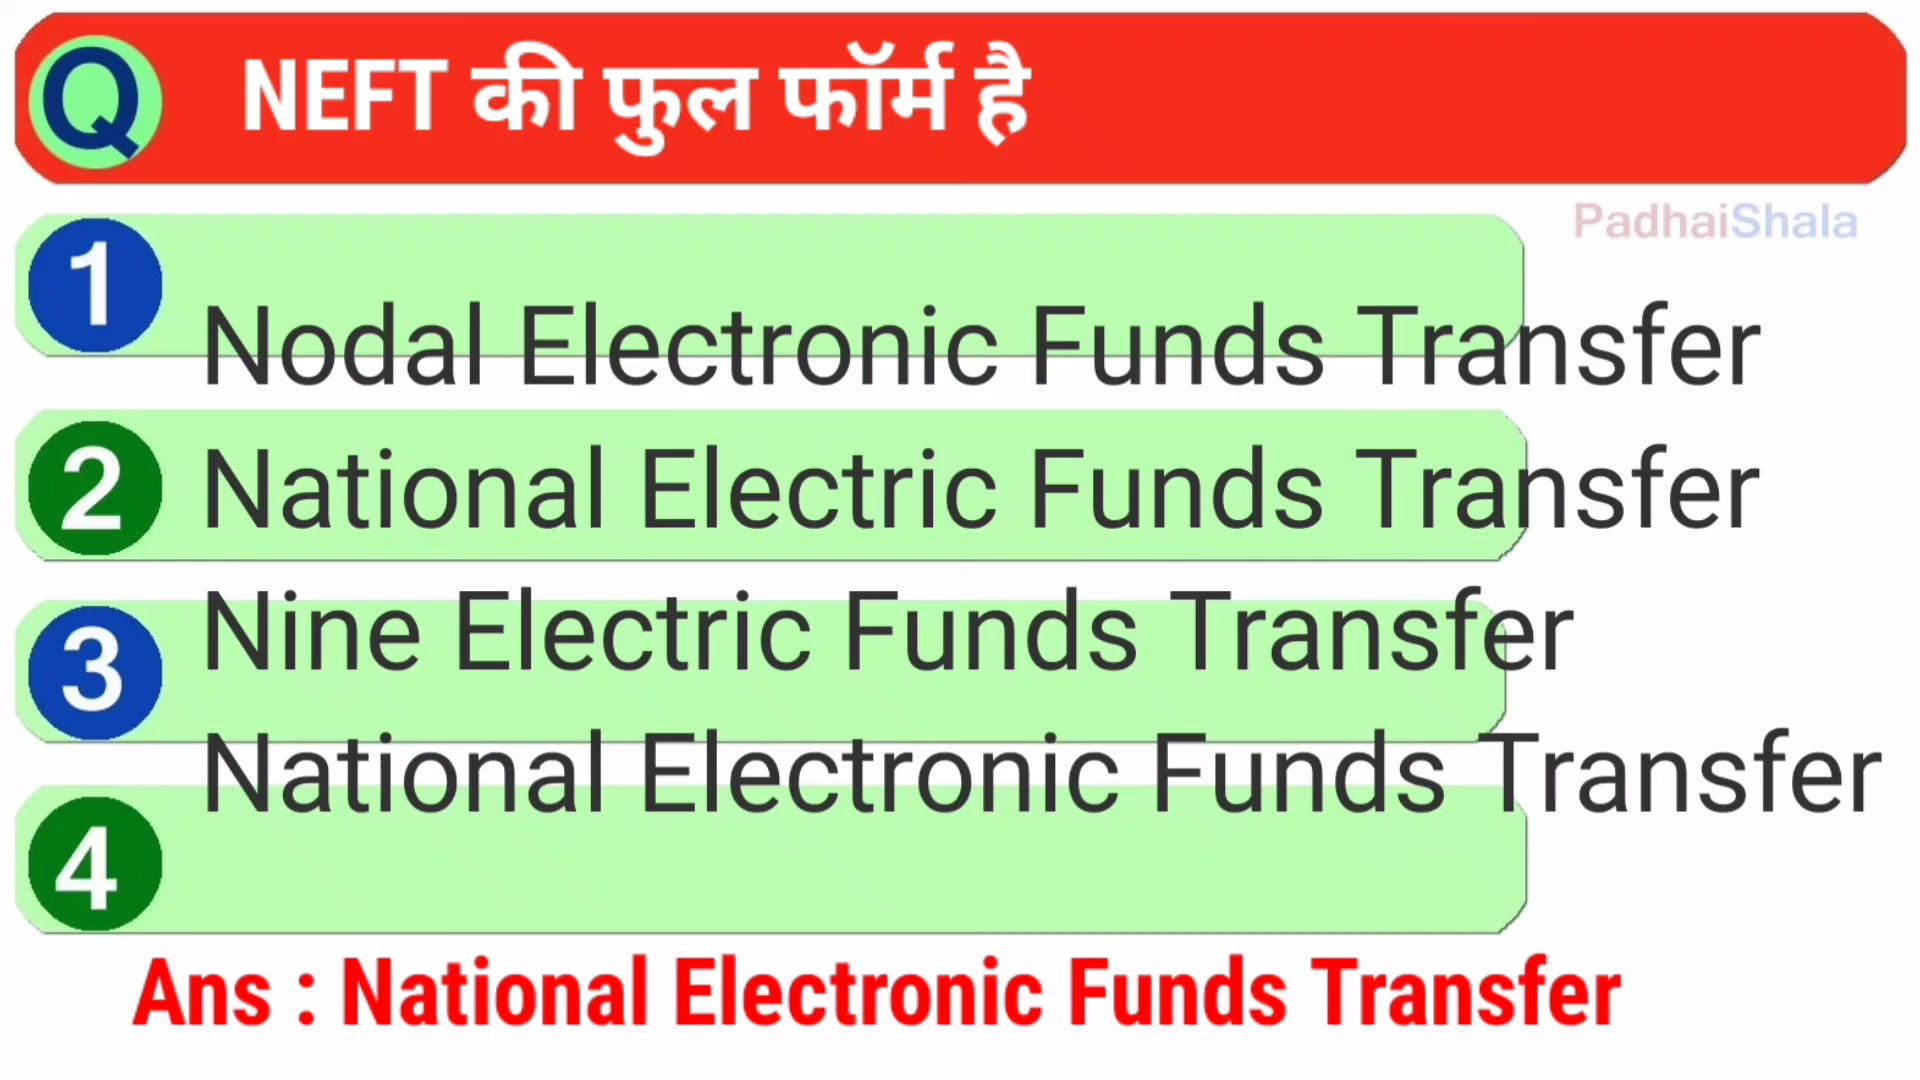 Q NEFT की फुल फॉर्म है
PadhaiShala
1 Nodal Electronic Funds Transfer
2 National Electric Funds Transfer
3 Nine Electric Funds Transfer
4 National Electronic Funds Transfer
Ans : National Electronic Funds Transfer